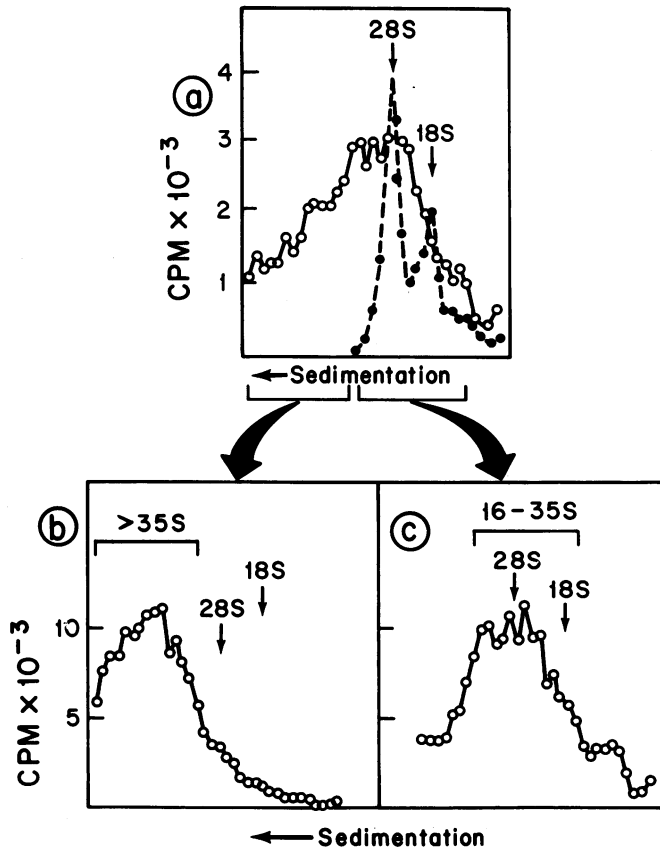 28S
4
a
3
18S
2
1
CPM × 10⁻³
Sedimentation
b
>35S
18S
28S
10
5
CPM × 10⁻³
c
16-35S
28S
18S
Sedimentation